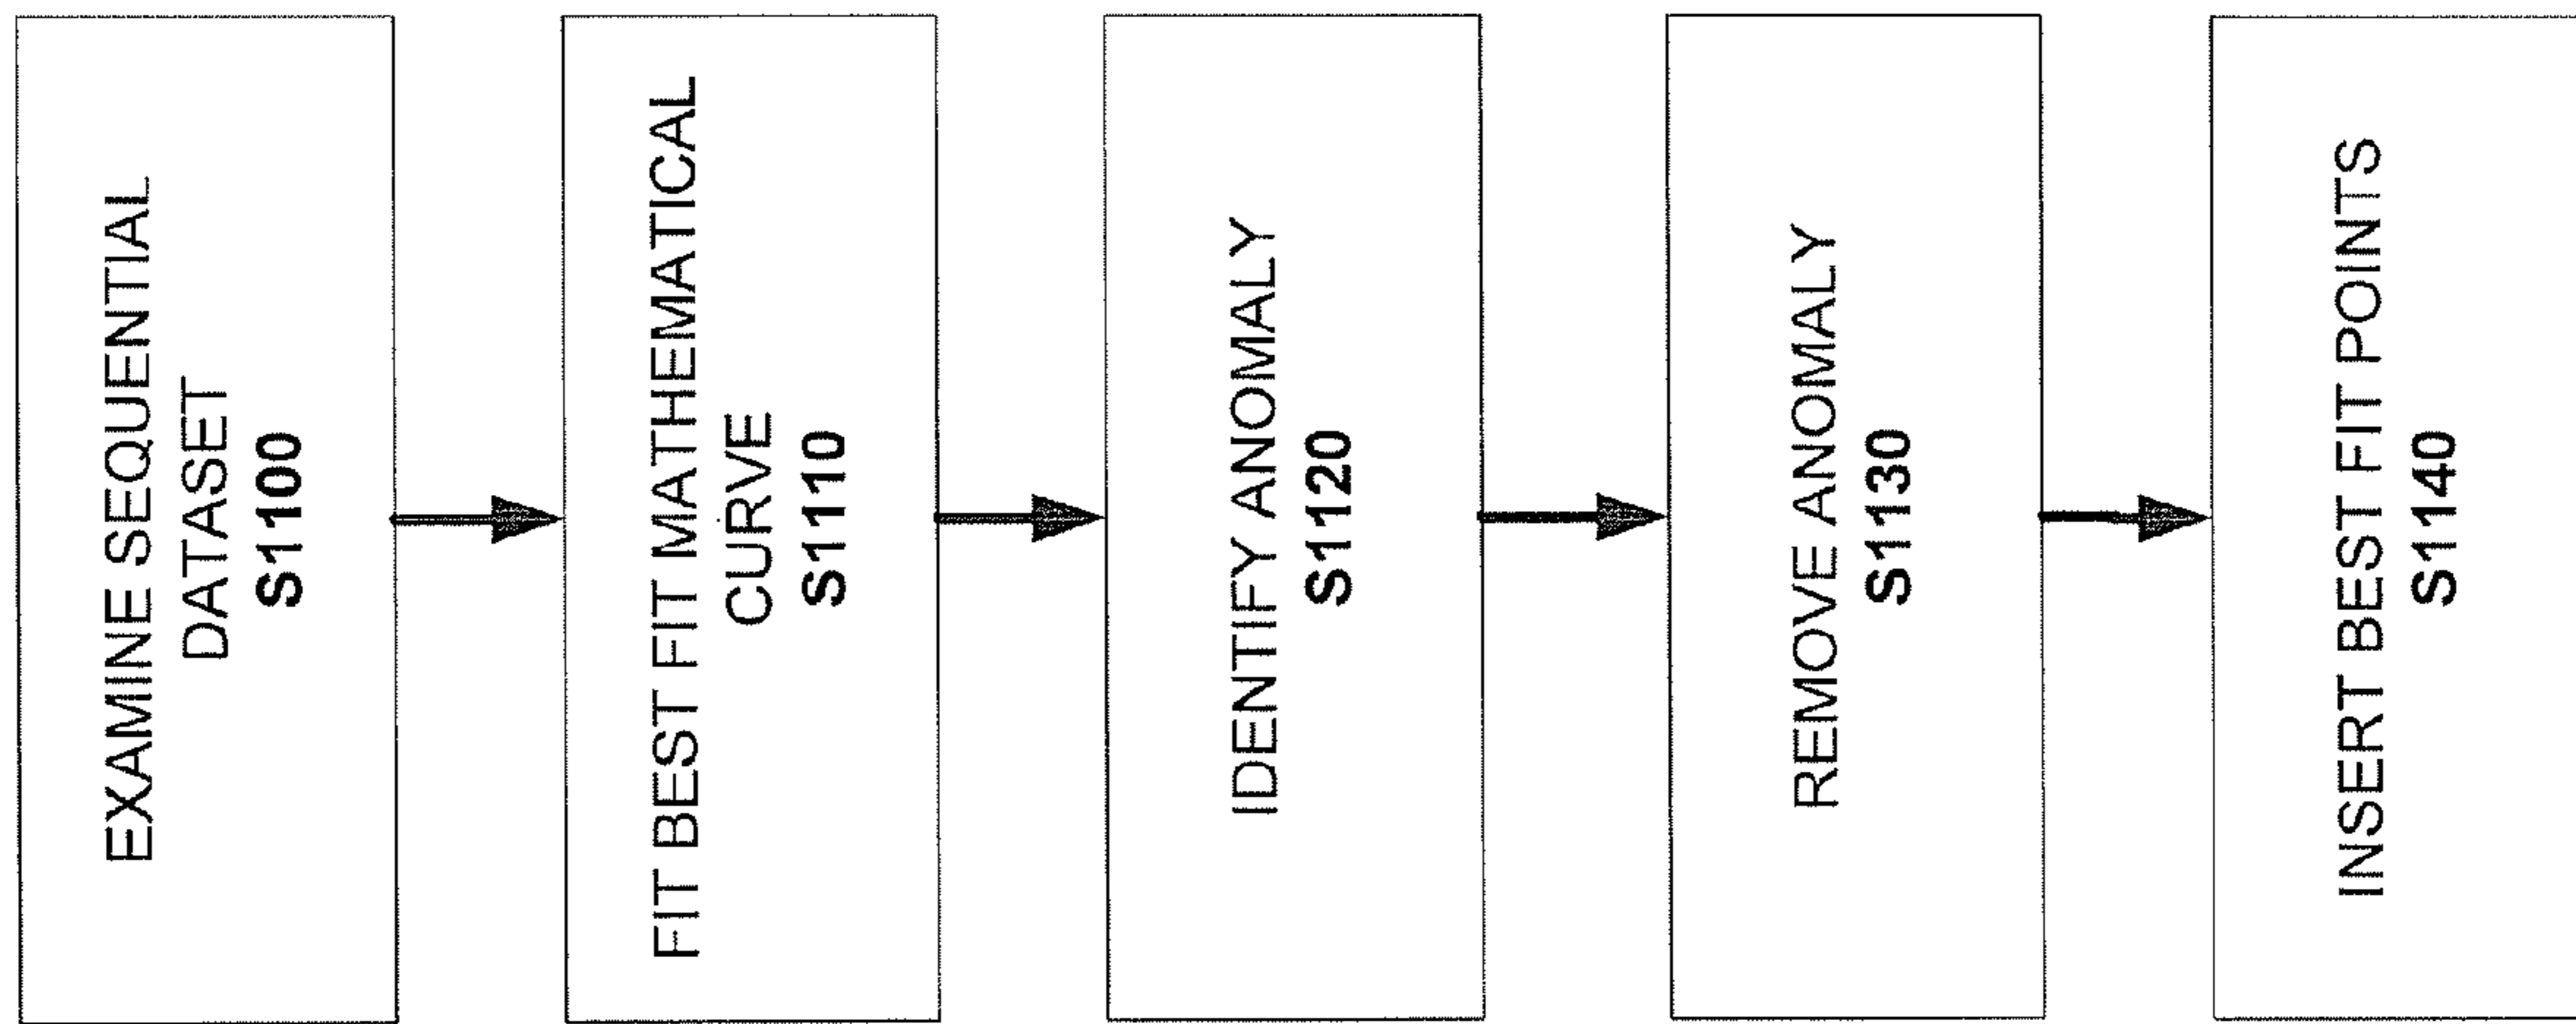 EXAMINE SEQUENTIAL
DATASET
S1100
FIT BEST FIT MATHEMATICAL
CURVE
S1110
IDENTIFY ANOMALY
S1120
REMOVE ANOMALY
S1130
INSERT BEST FIT POINTS
S1140